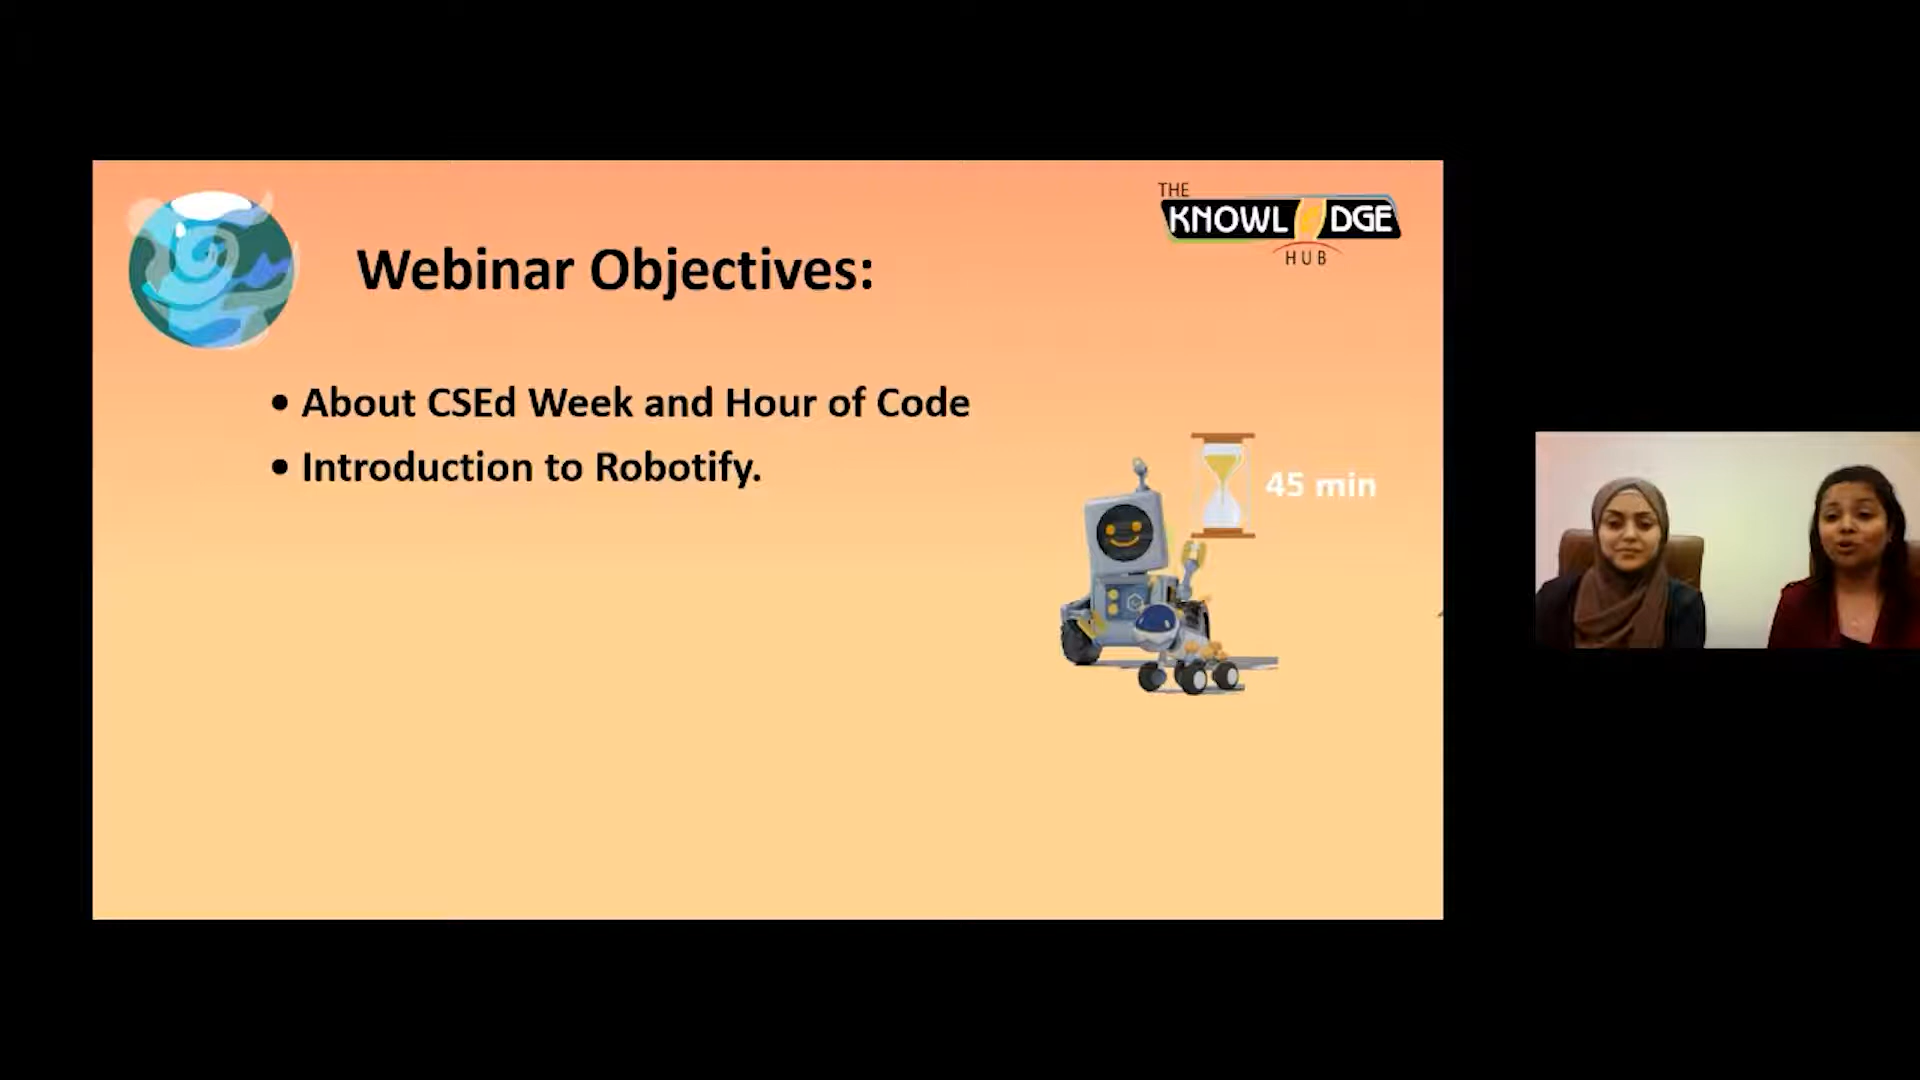 THE
KNOWL DGE
HUB
Webinar Objectives:
• About CSEd Week and Hour of Code
• Introduction to Robotify.
45 min